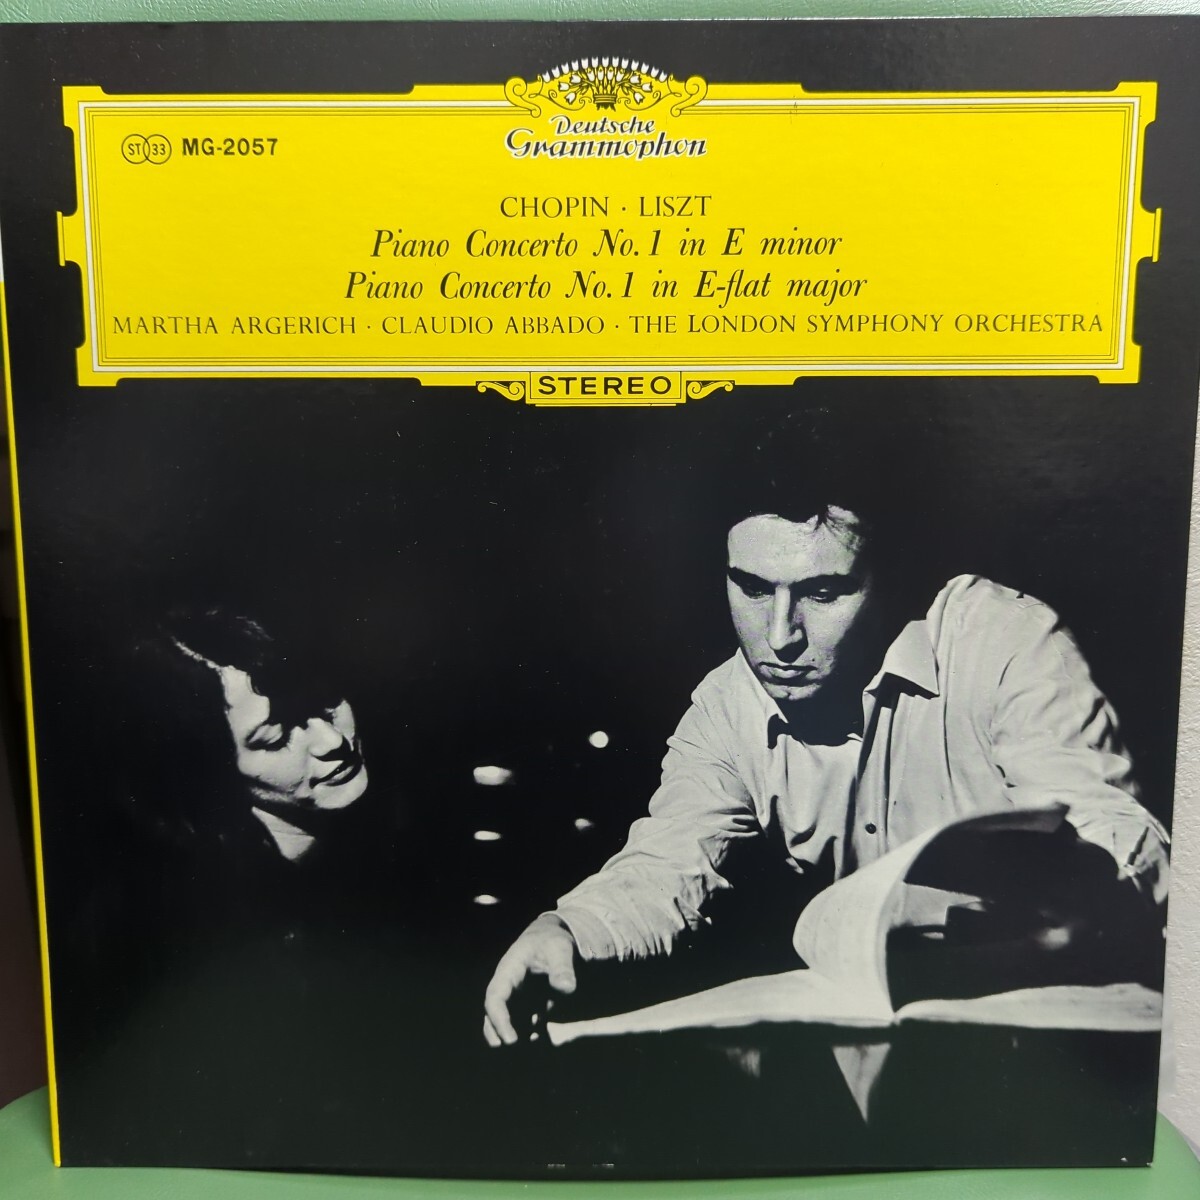 Deutsche
Grammophon
ST 33 MG-2057
CHOPIN · LISZT
Piano Concerto No. 1 in E minor
Piano Concerto No. 1 in E-flat major
MARTHA ARGERICH · CLAUDIO ABBADO · THE LONDON SYMPHONY ORCHESTRA
STEREO